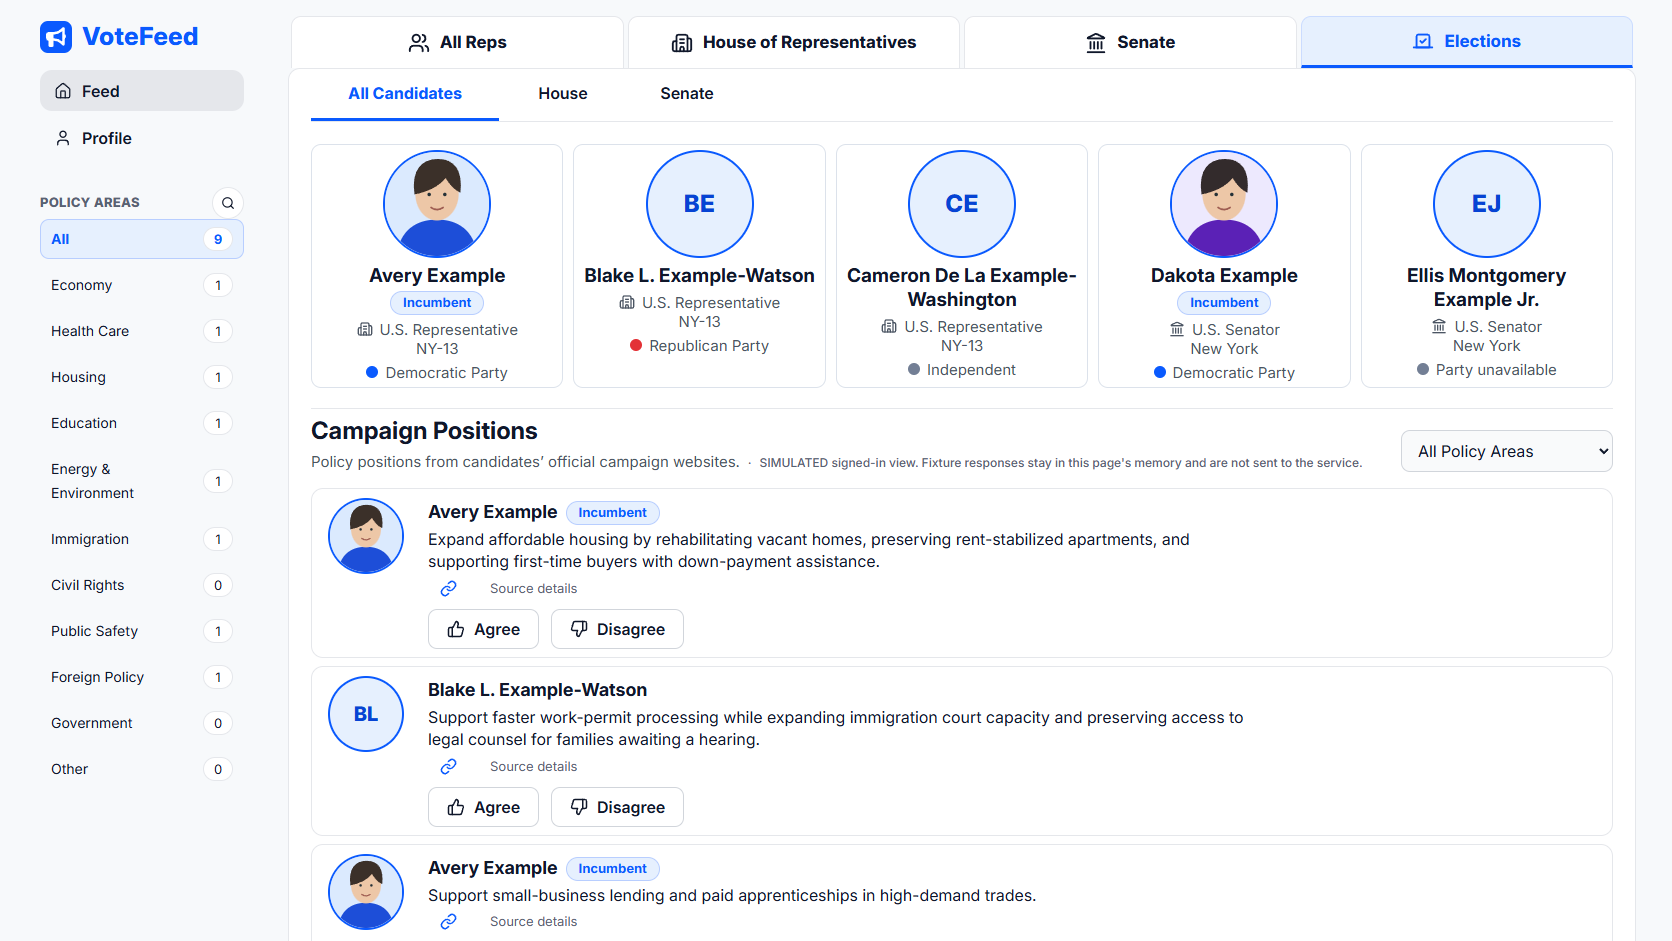 VoteFeed
Feed
Profile
POLICY AREAS
All 9
Economy 1
Health Care 1
Housing 1
Education 1
Energy &
Environment 1
Immigration 1
Civil Rights 0
Public Safety 1
Foreign Policy 1
Government 0
Other 0
All Reps
House of Representatives
Senate
Elections
All Candidates
House
Senate
Avery Example
Incumbent
U.S. Representative
NY-13
Democratic Party
BE
Blake L. Example-Watson
U.S. Representative
NY-13
Republican Party
CE
Cameron De La Example-
Washington
U.S. Representative
NY-13
Independent
Dakota Example
Incumbent
U.S. Senator
New York
Democratic Party
EJ
Ellis Montgomery
Example Jr.
U.S. Senator
New York
Party unavailable
Campaign Positions
Policy positions from candidates’ official campaign websites. · SIMULATED signed-in view. Fixture responses stay in this page's memory and are not sent to the service.
All Policy Areas
Avery Example Incumbent
Expand affordable housing by rehabilitating vacant homes, preserving rent-stabilized apartments, and
supporting first-time buyers with down-payment assistance.
Source details
Agree Disagree
BL
Blake L. Example-Watson
Support faster work-permit processing while expanding immigration court capacity and preserving access to
legal counsel for families awaiting a hearing.
Source details
Agree Disagree
Avery Example Incumbent
Support small-business lending and paid apprenticeships in high-demand trades.
Source details